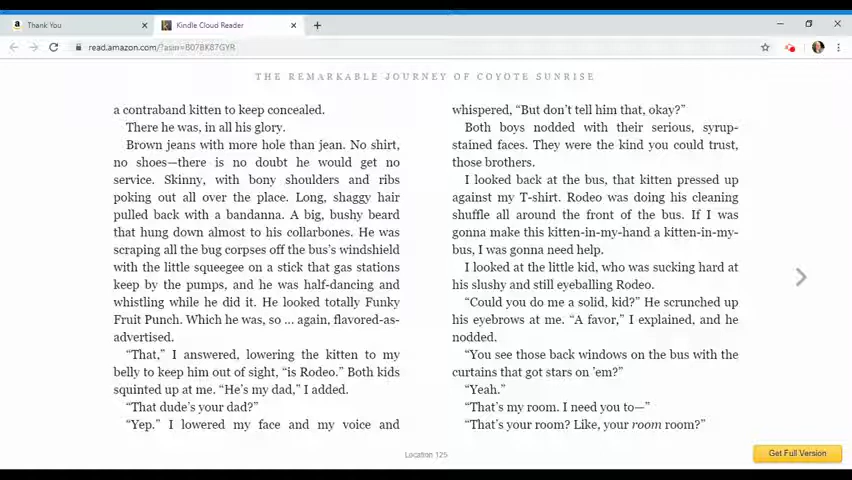 Thank You
Kindle Cloud Reader
read.amazon.com/?asin=B07BK87GYR
THE REMARKABLE JOURNEY OF COYOTE SUNRISE
a contraband kitten to keep concealed.
There he was, in all his glory.
Brown jeans with more hole than jean. No shirt,
no shoes—there is no doubt he would get no
service. Skinny, with bony shoulders and ribs
poking out all over the place. Long, shaggy hair
pulled back with a bandanna. A big, bushy beard
that hung down almost to his collarbones. He was
scraping all the bug corpses off the bus's windshield
with the little squeegee on a stick that gas stations
keep by the pumps, and he was half-dancing and
whistling while he did it. He looked totally Funky
Fruit Punch. Which he was, so ... again, flavored-as-
advertised.
“That,” I answered, lowering the kitten to my
belly to keep him out of sight, “is Rodeo.” Both kids
squinted up at me. “He's my dad,” I added.
“That dude's your dad?”
“Yep.” I lowered my face and my voice and
whispered, “But don't tell him that, okay?”
Both boys nodded with their serious, syrup-
stained faces. They were the kind you could trust,
those brothers.
I looked back at the bus, that kitten pressed up
against my T-shirt. Rodeo was doing his cleaning
shuffle all around the front of the bus. If I was
gonna make this kitten-in-my-hand a kitten-in-my-
bus, I was gonna need help.
I looked at the little kid, who was sucking hard at
his slushy and still eyeballing Rodeo.
“Could you do me a solid, kid?” He scrunched up
his eyebrows at me. “A favor,” I explained, and he
nodded.
“You see those back windows on the bus with the
curtains that got stars on 'em?”
“Yeah.”
“That's my room. I need you to—”
“That's your room? Like, your room room?”
Location 125
Get Full Version